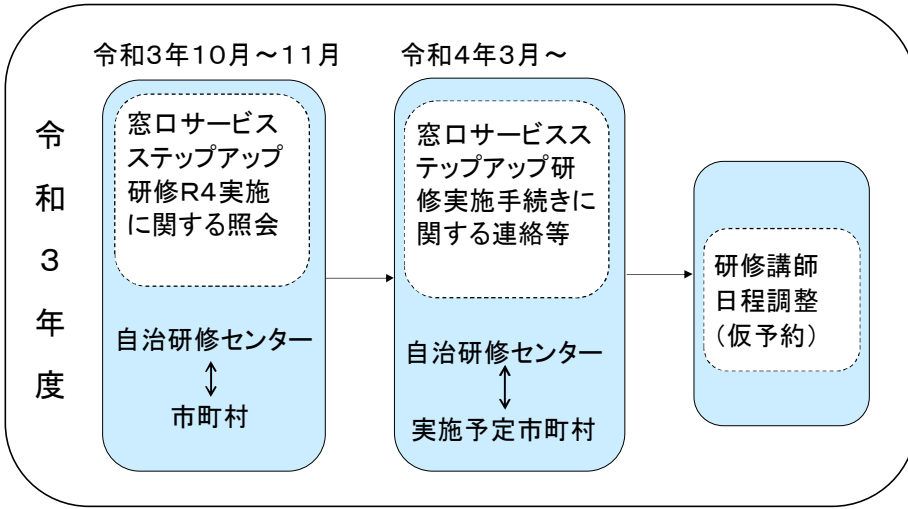 令和３年度
令和3年１０月～１１月
窓口サービス
ステップアップ
研修R４実施
に関する照会
自治研修センター
市町村
令和４年３月～
窓口サービスス
テップアップ研
修実施手続きに
関する連絡等
自治研修センター
実施予定市町村
研修講師
日程調整
（仮予約）